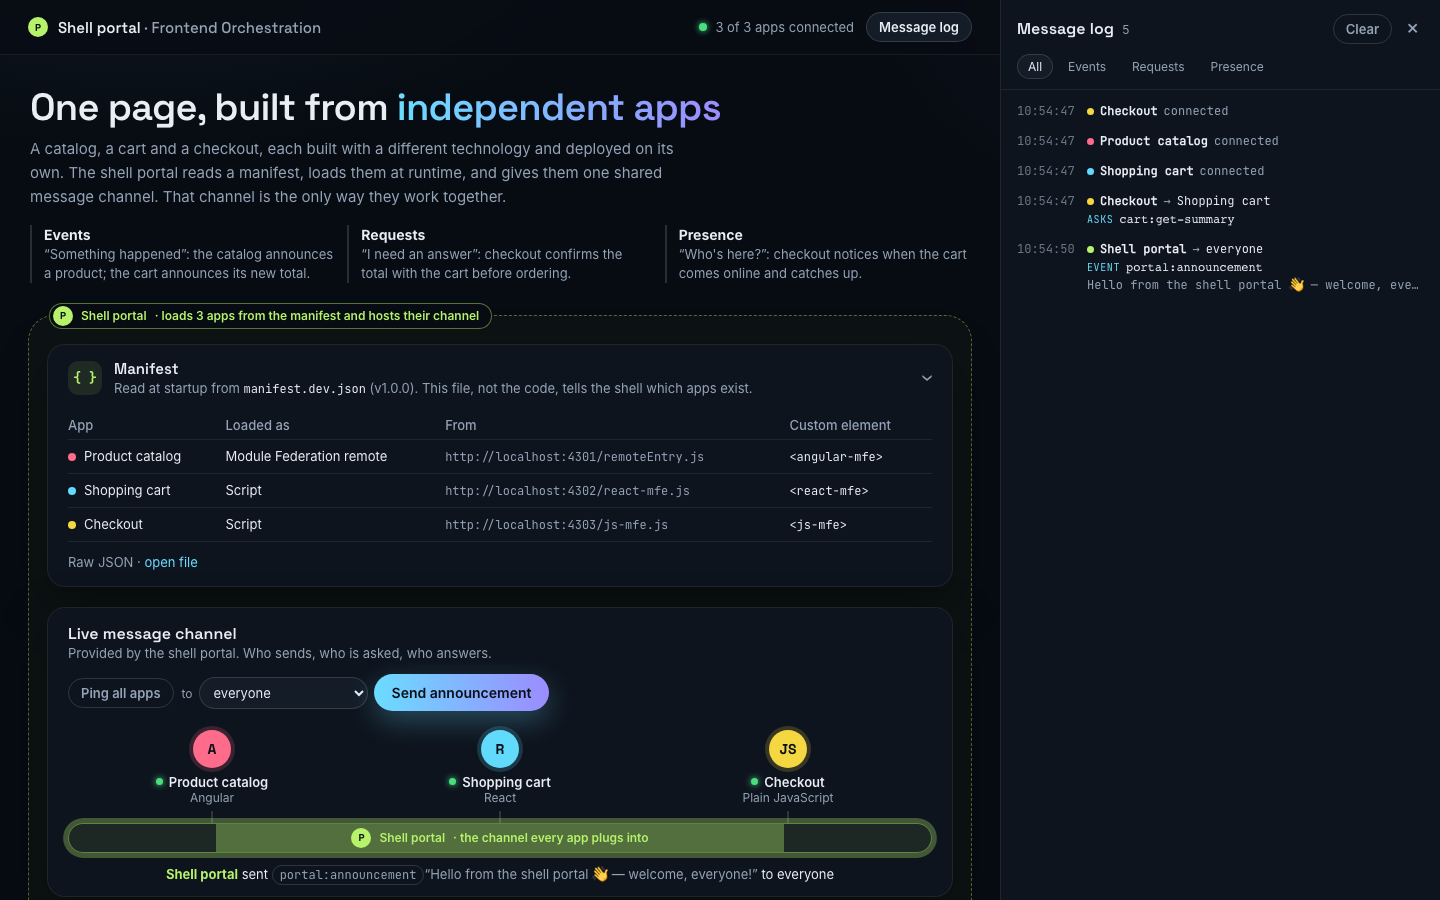 P Shell portal · Frontend Orchestration
3 of 3 apps connected
Message log
One page, built from independent apps
A catalog, a cart and a checkout, each built with a different technology and deployed on its
own. The shell portal reads a manifest, loads them at runtime, and gives them one shared
message channel. That channel is the only way they work together.
Events
“Something happened”: the catalog announces
a product; the cart announces its new total.
Requests
“I need an answer”: checkout confirms the
total with the cart before ordering.
Presence
“Who's here?”: checkout notices when the cart
comes online and catches up.
P Shell portal · loads 3 apps from the manifest and hosts their channel
{ } Manifest
Read at startup from manifest.dev.json (v1.0.0). This file, not the code, tells the shell which apps exist.
App Loaded as From Custom element
Product catalog Module Federation remote http://localhost:4301/remoteEntry.js <angular-mfe>
Shopping cart Script http://localhost:4302/react-mfe.js <react-mfe>
Checkout Script http://localhost:4303/js-mfe.js <js-mfe>
Raw JSON · open file
Live message channel
Provided by the shell portal. Who sends, who is asked, who answers.
Ping all apps to everyone Send announcement
A R JS
Product catalog Shopping cart Checkout
Angular React Plain JavaScript
P Shell portal · the channel every app plugs into
Shell portal sent portal:announcement “Hello from the shell portal 👋 — welcome, everyone!” to everyone
Message log 5
Clear ✕
All Events Requests Presence
10:54:47 Checkout connected
10:54:47 Product catalog connected
10:54:47 Shopping cart connected
10:54:47 Checkout → Shopping cart
ASKS cart:get-summary
10:54:50 Shell portal → everyone
EVENT portal:announcement
Hello from the shell portal 👋 — welcome, eve…